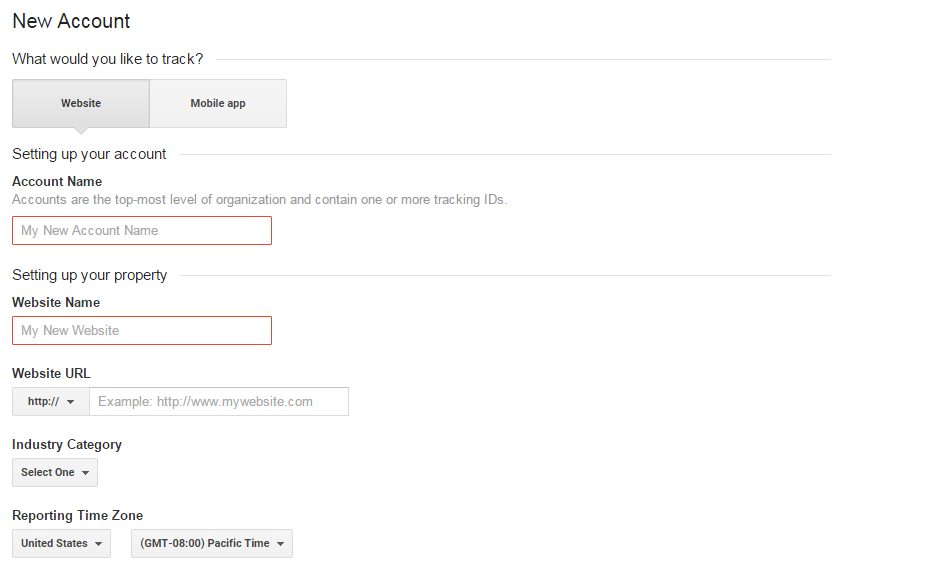 New Account
What would you like to track?
Website Mobile app
Setting up your account
Account Name
Accounts are the top-most level of organization and contain one or more tracking IDs.
My New Account Name
Setting up your property
Website Name
My New Website
Website URL
http:// Example: http://www.mywebsite.com
Industry Category
Select One
Reporting Time Zone
United States (GMT-08:00) Pacific Time